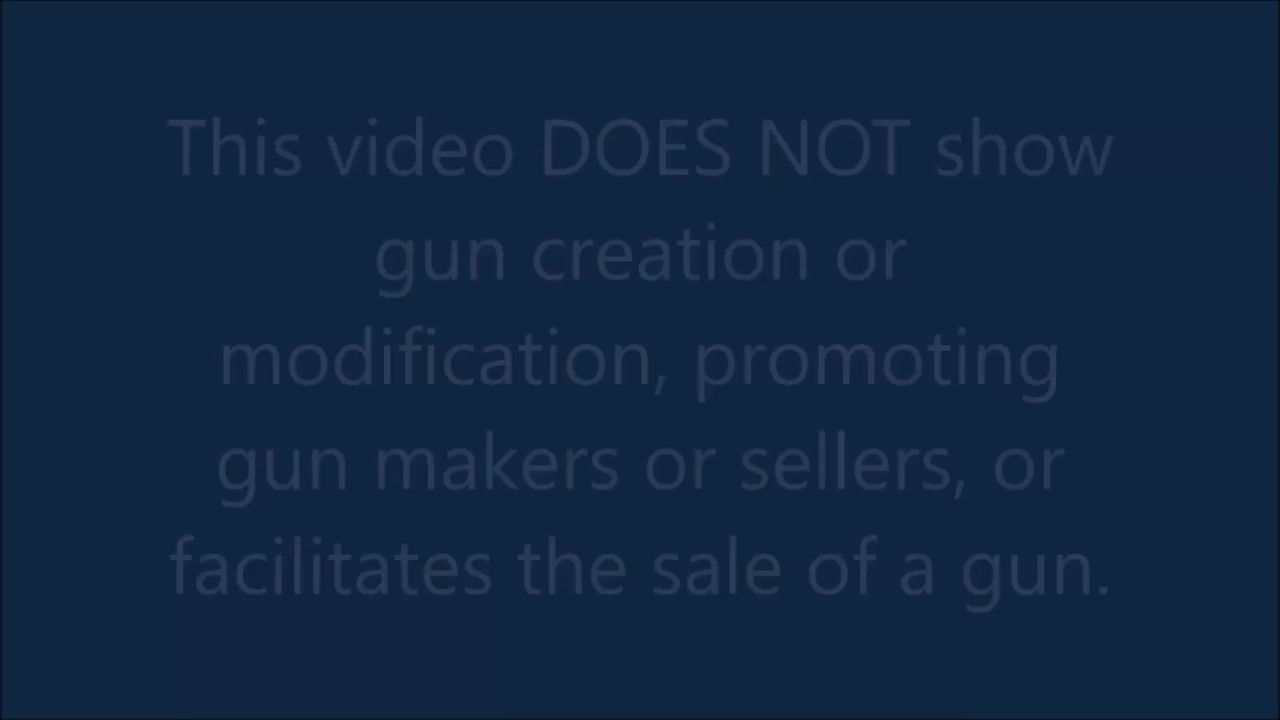 This video DOES NOT show
gun creation or
modification, promoting
gun makers or sellers, or
facilitates the sale of a gun.